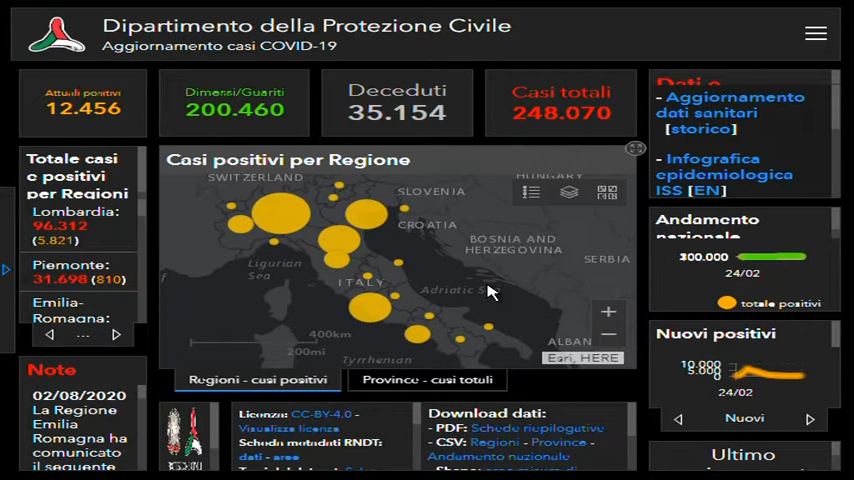 Dipartimento della Protezione Civile
Aggiornamento casi COVID-19
Attuali positivi
12.456
Dimessi/Guariti
200.460
Deceduti
35.154
Casi totali
248.070
Dati e
- Aggiornamento
dati sanitari
[storico]
- Infografica
epidemiologica
ISS [EN]
Totale casi
e positivi
per Regioni
Lombardia:
96.312
(5.821)
Piemonte:
31.698 (810)
Emilia-
Romagna:
...
Casi positivi per Regione
SWITZERLAND
HUNGARY
SLOVENIA
CROATIA
BOSNIA AND
HERZEGOVINA
SERBIA
Ligurian
Sea
ITALY
Adriatic
ALBAN
Tyrrhenian
400km
200mi
Esri, HERE
Regioni - casi positivi
Province - casi totali
Andamento
nazionale
300.000
24/02
totale positivi
Nuovi positivi
10.000
5.000
0
24/02
Nuovi
Note
02/08/2020
La Regione
Emilia
Romagna ha
comunicato
il seguente
Licenza: CC-BY-4.0 -
Visualizza licenza
Scheda metadati RNDT:
dati - aree
Download dati:
- PDF: Schede riepilogative
- CSV: Regioni - Province -
Andamento nazionale
Ultimo